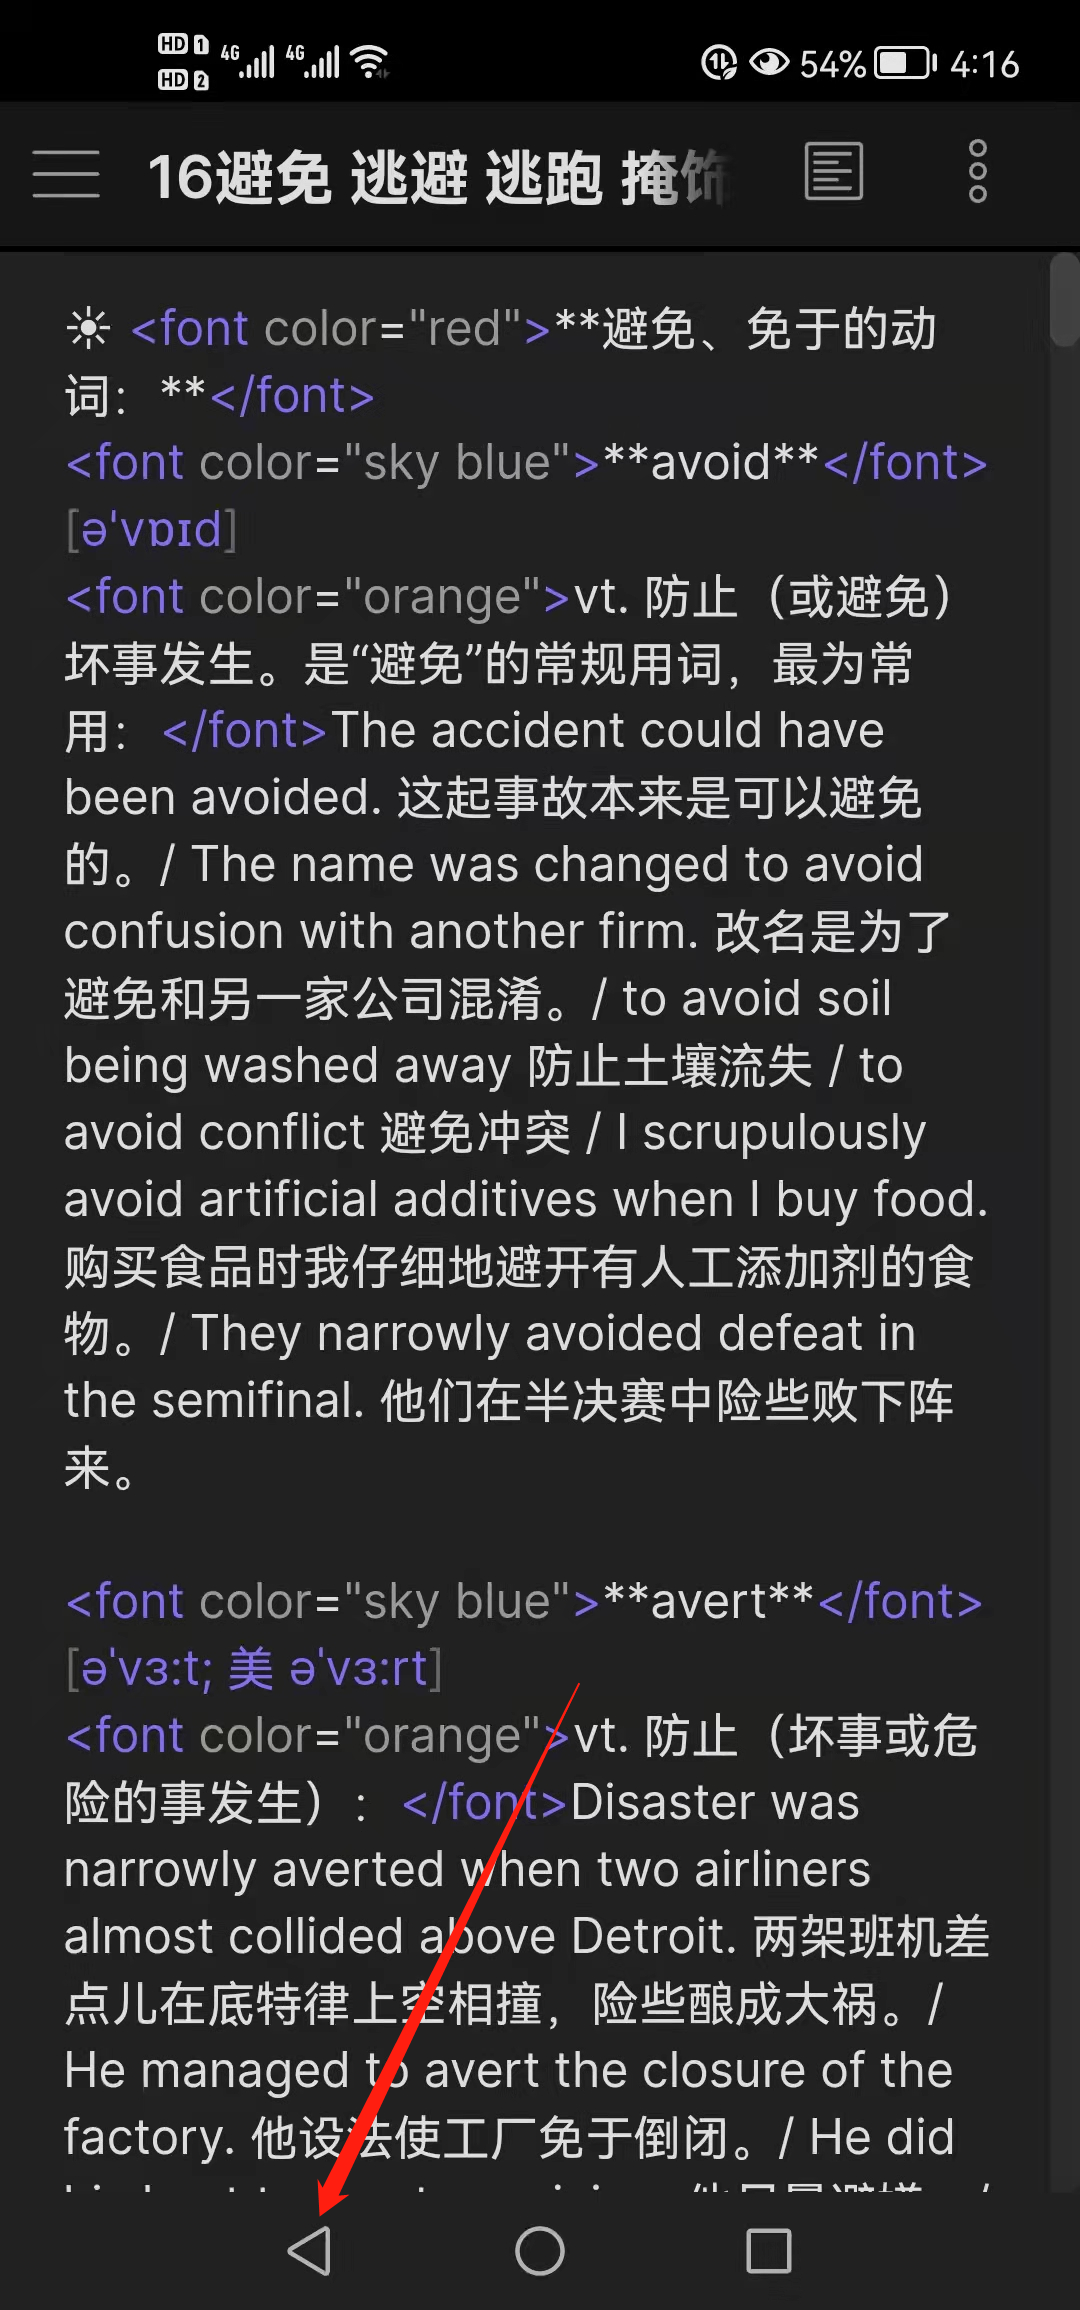 HD 1 4G 4G 54% 4:16
HD 2
16避免 逃避 逃跑 掩饰
☀ <font color="red">**避免、免于的动
词：**</font>
<font color="sky blue">**avoid**</font>
[ə'vɒɪd]
<font color="orange">vt. 防止（或避免）
坏事发生。是“避免”的常规用词，最为常
用：</font>The accident could have
been avoided. 这起事故本来是可以避免
的。/ The name was changed to avoid
confusion with another firm. 改名是为了
避免和另一家公司混淆。/ to avoid soil
being washed away 防止土壤流失 / to
avoid conflict 避免冲突 / I scrupulously
avoid artificial additives when I buy food.
购买食品时我仔细地避开有人工添加剂的食
物。/ They narrowly avoided defeat in
the semifinal. 他们在半决赛中险些败下阵
来。
<font color="sky blue">**avert**</font>
[ə'vɜ:t; 美 ə'vɜ:rt]
<font color="orange">vt. 防止（坏事或危
险的事发生）：</font>Disaster was
narrowly averted when two airliners
almost collided above Detroit. 两架班机差
点儿在底特律上空相撞，险些酿成大祸。/
He managed to avert the closure of the
factory. 他设法使工厂免于倒闭。/ He did